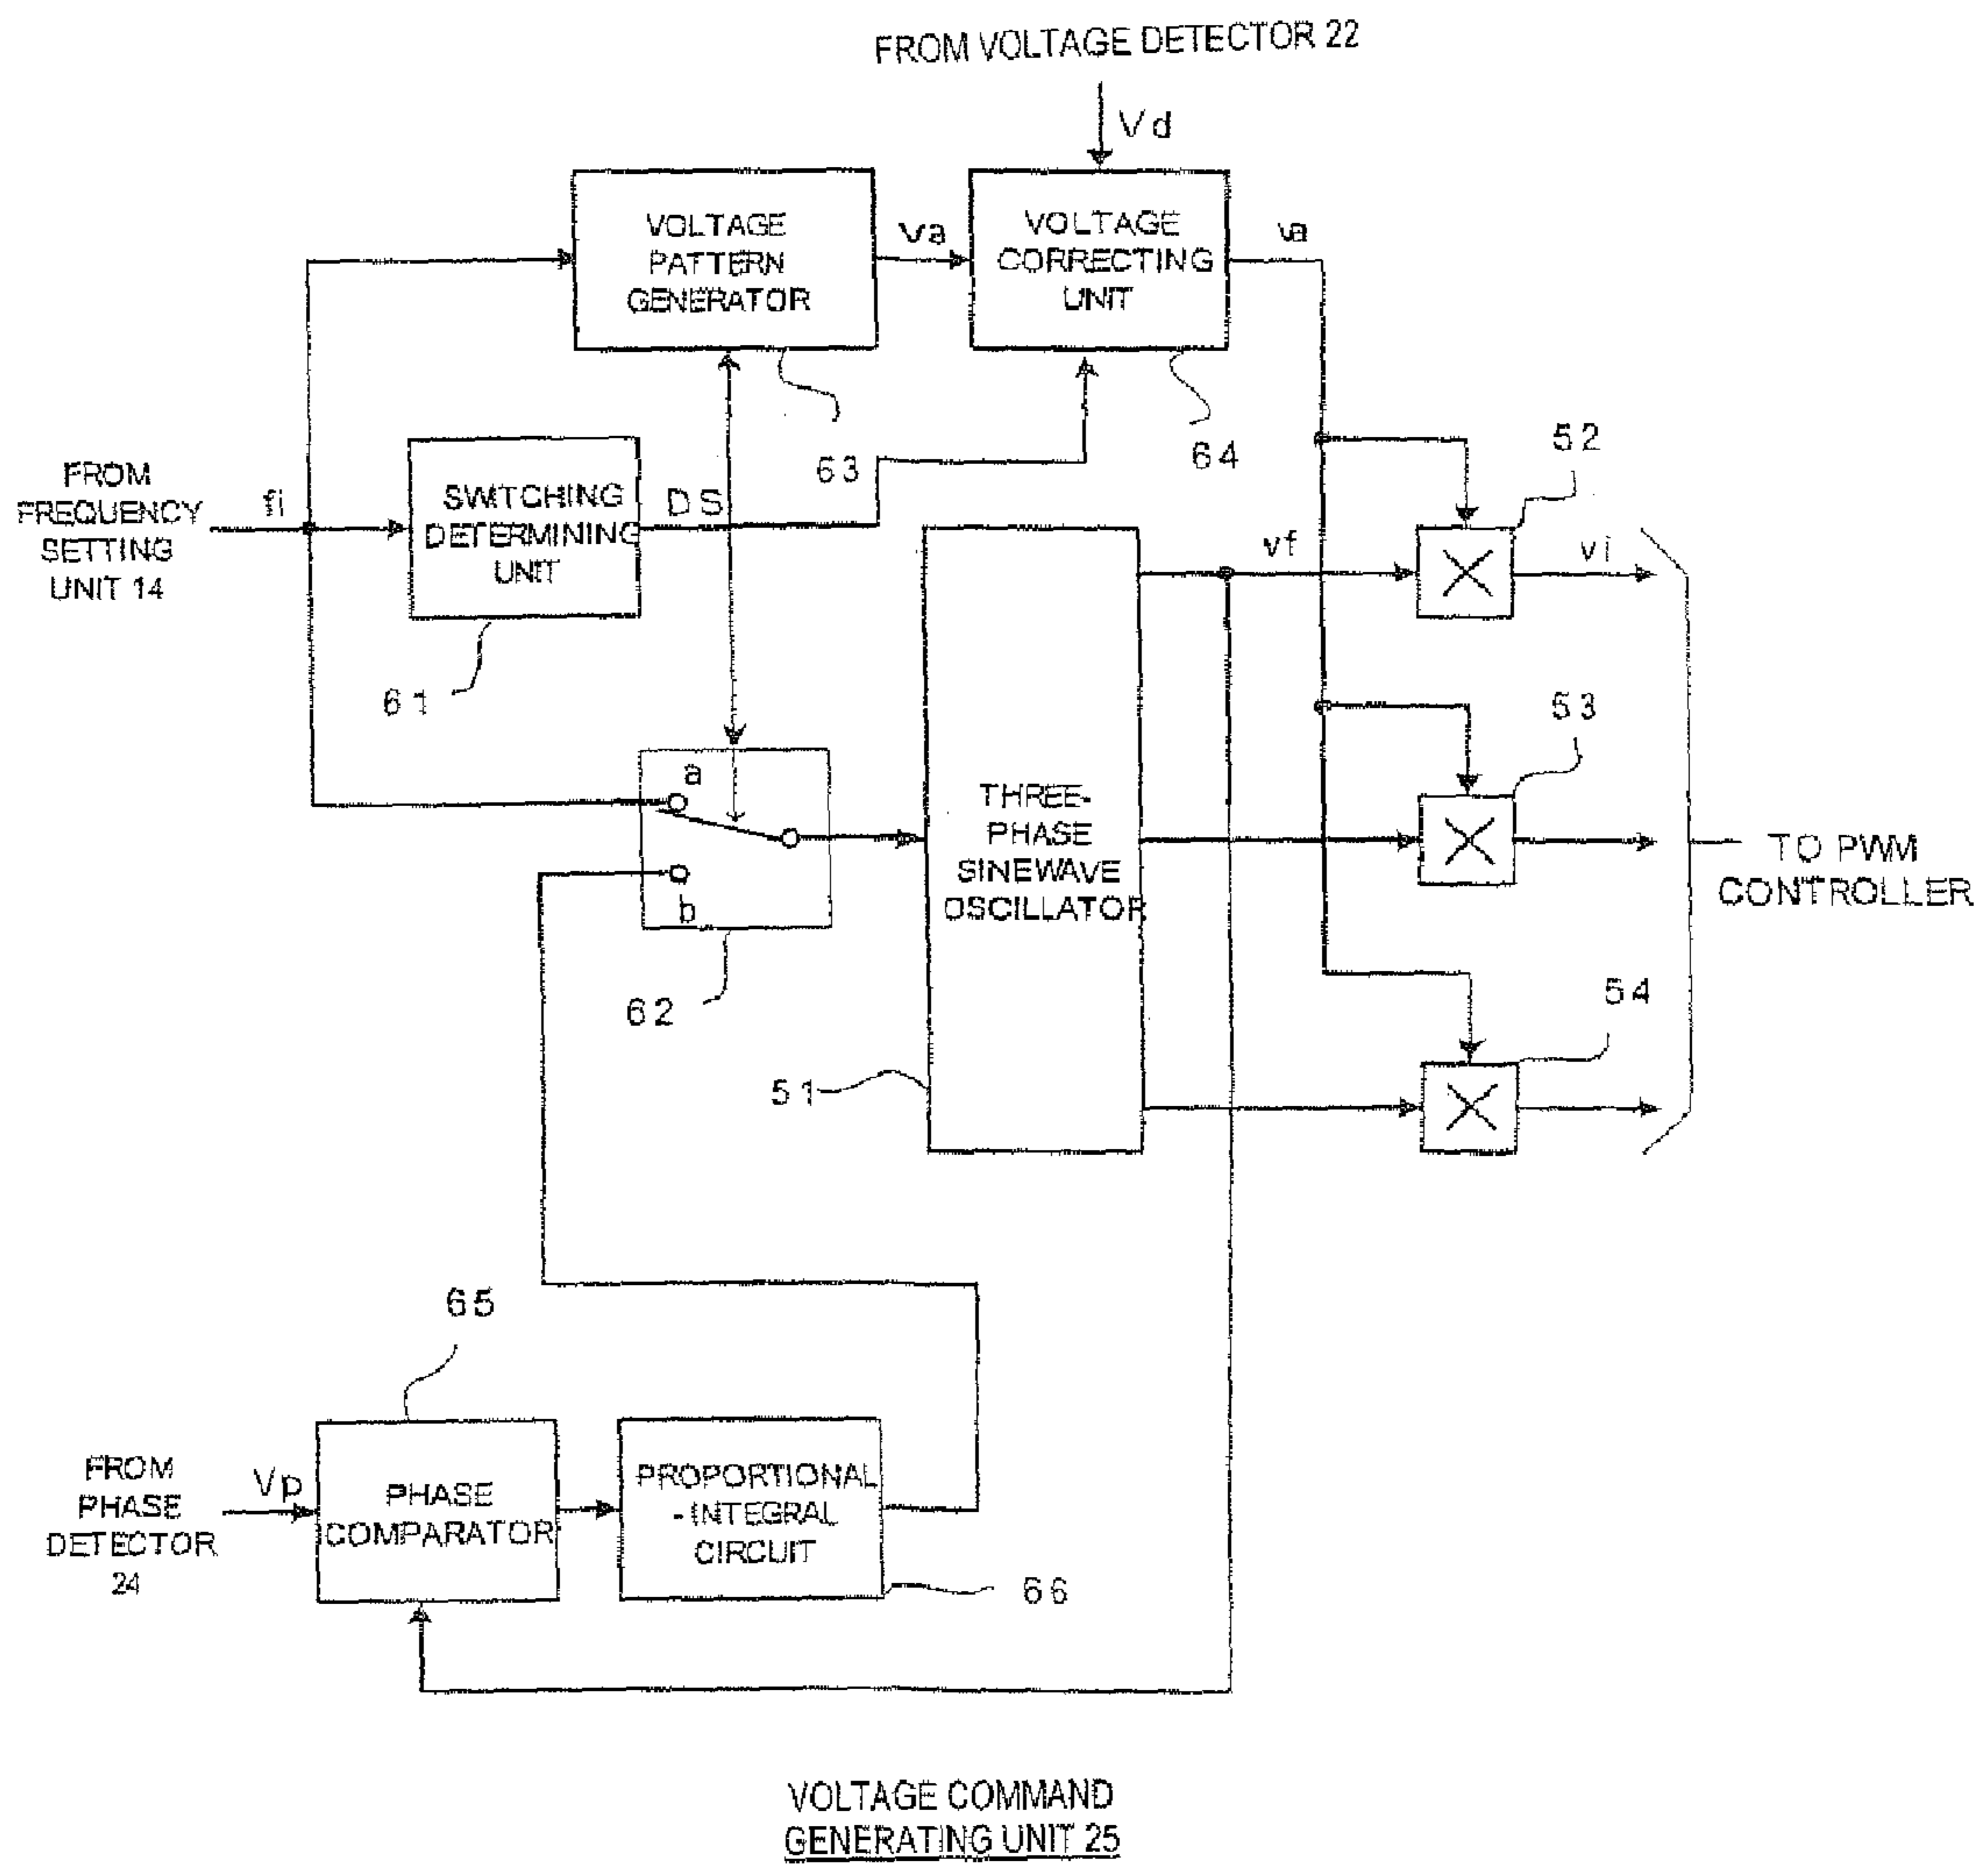 FROM VOLTAGE DETECTOR 22
Vd
VOLTAGE
PATTERN
GENERATOR
va
VOLTAGE
CORRECTING
UNIT
va
63
64
52
FROM
FREQUENCY
SETTING
UNIT 14
fi
SWITCHING
DETERMINING
UNIT
DS
vf
vi
61
53
a
b
62
THREE-
PHASE
SINEWAVE
OSCILLATOR
TO PWM
CONTROLLER
54
51
65
FROM
PHASE
DETECTOR
24
Vp
PHASE
COMPARATOR
PROPORTIONAL
-INTEGRAL
CIRCUIT
66
VOLTAGE COMMAND
GENERATING UNIT 25